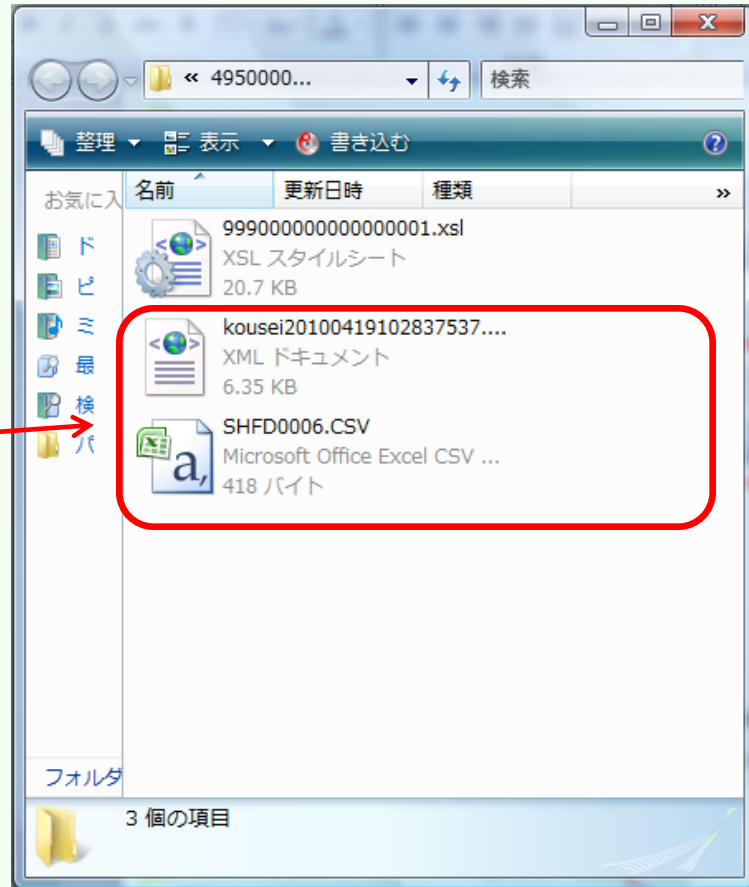 « 4950000...
検索
整理 表示 書き込む
お気に入
名前 更新日時 種類 »
ド
ピ
ミ
最
検
パ
999000000000000001.xsl
XSL スタイルシート
20.7 KB
kousei20100419102837537....
XML ドキュメント
6.35 KB
SHFD0006.CSV
Microsoft Office Excel CSV ...
418 バイト
フォルダ
3 個の項目